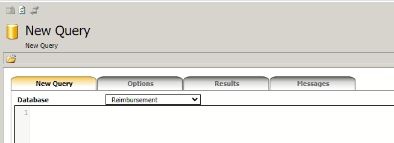 New Query
New Query
New Query Options Results Messages
Database Reimbursement
1